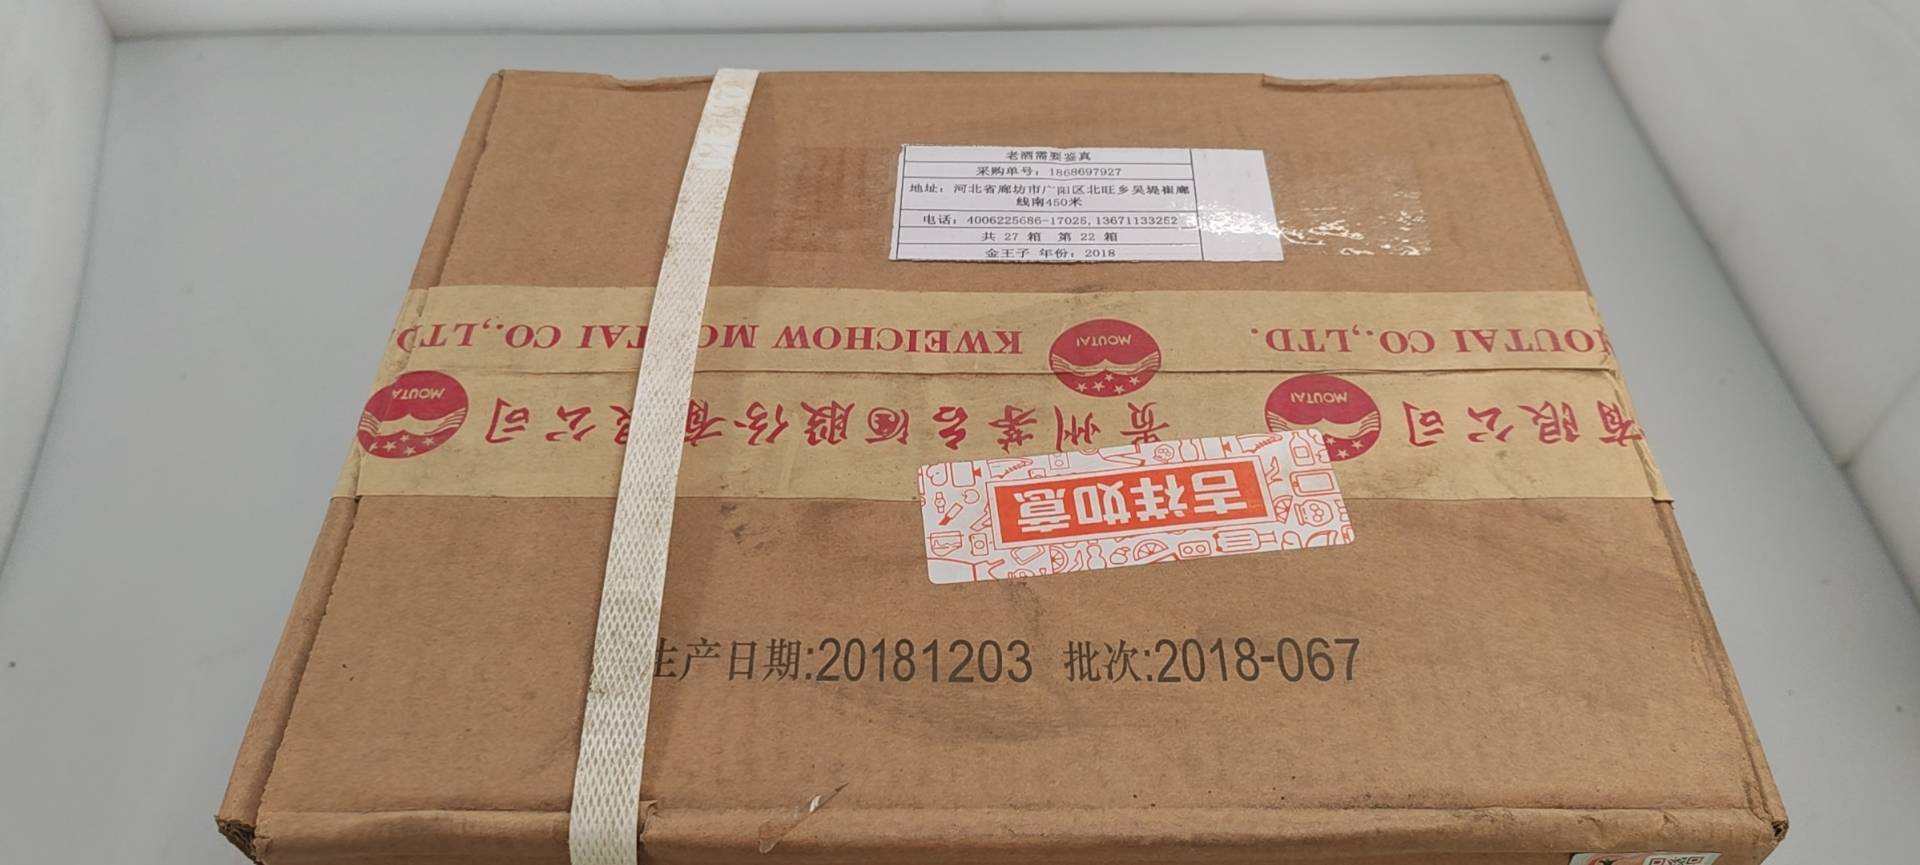 老酒需要鉴真
采购单号：1868697927
地址：河北省廊坊市广阳区北旺乡吴堤崔廊
线南450米
电话：4006225686-17025,13671133252
共 27 箱 第 22 箱
金王子 年份：2018
KWEICHOW MOUTAI CO.,LTD.
MOUTAI
MOUTAI CO.,LTD.
MOUTAI
贵州茅台酒股份有限公司
MOUTAI
有限公司
吉祥如意
生产日期:20181203 批次:2018-067